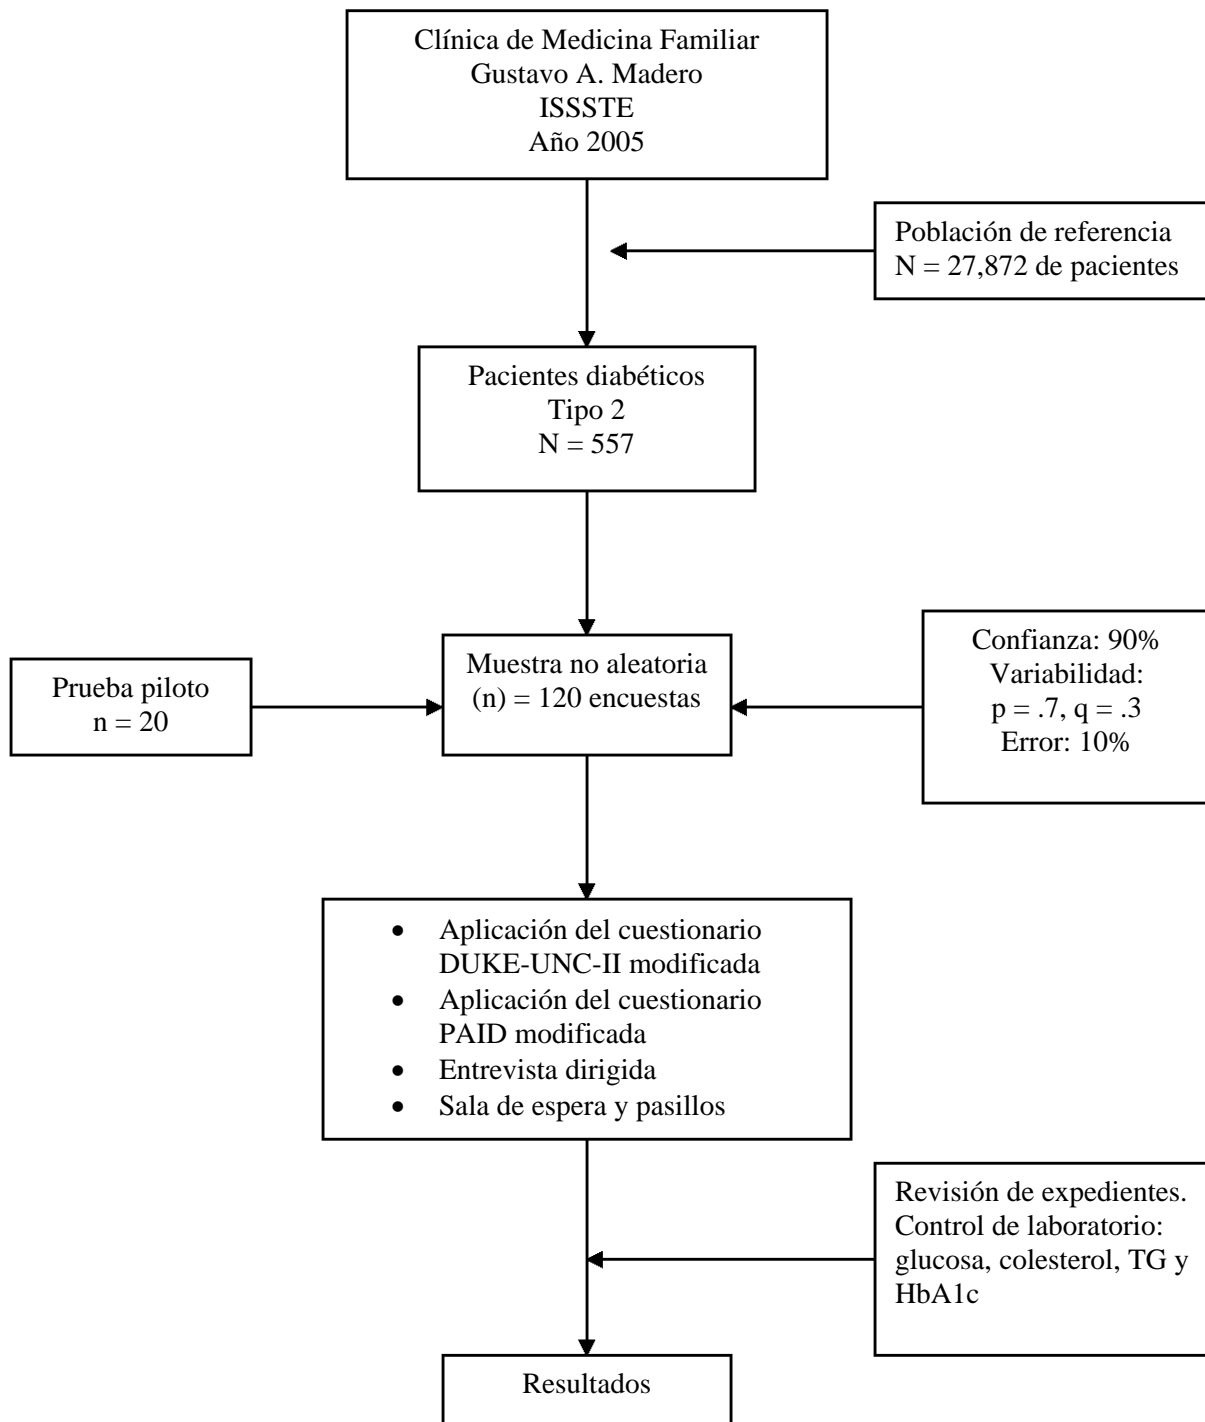 Clínica de Medicina Familiar
Gustavo A. Madero
ISSSTE
Año 2005
Población de referencia
N = 27,872 de pacientes
Pacientes diabéticos
Tipo 2
N = 557
Prueba piloto
n = 20
Muestra no aleatoria
(n) = 120 encuestas
Confianza: 90%
Variabilidad:
p = .7, q = .3
Error: 10%
• Aplicación del cuestionario
DUKE-UNC-II modificada
• Aplicación del cuestionario
PAID modificada
• Entrevista dirigida
• Sala de espera y pasillos
Revisión de expedientes.
Control de laboratorio:
glucosa, colesterol, TG y
HbA1c
Resultados